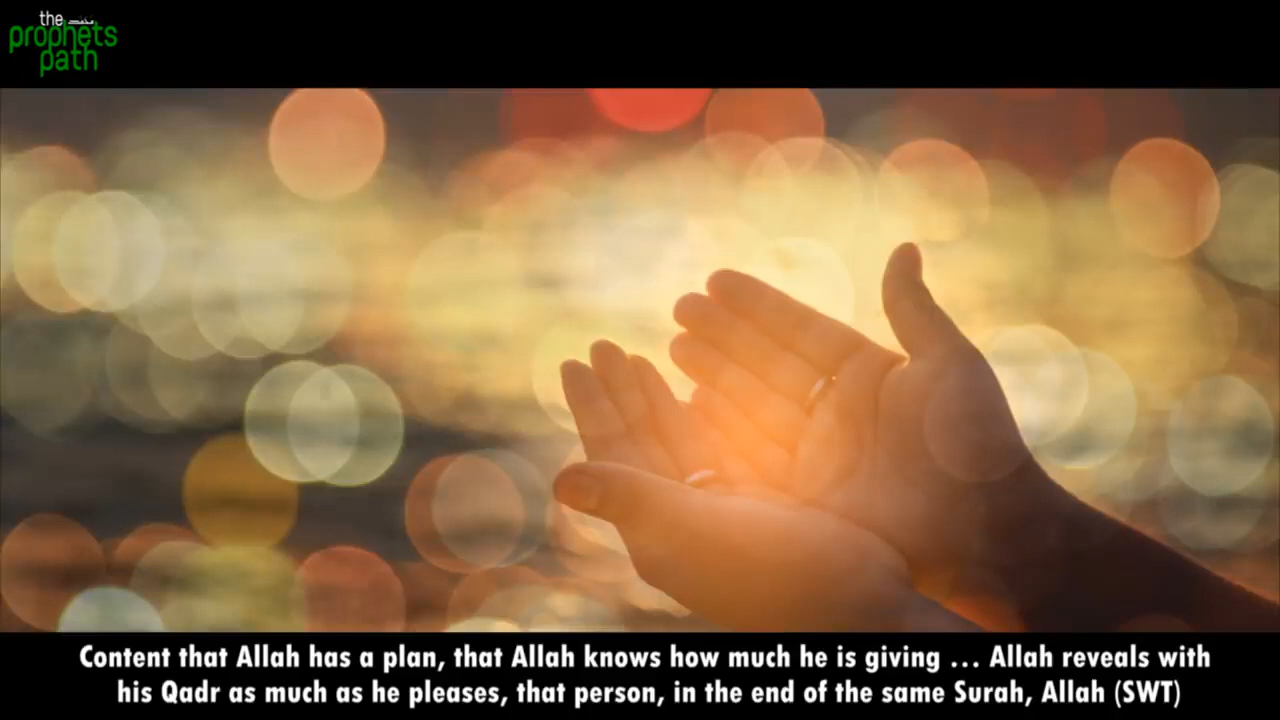 the
prophets
path
Content that Allah has a plan, that Allah knows how much he is giving ... Allah reveals with
his Qadr as much as he pleases, that person, in the end of the same Surah, Allah (SWT)